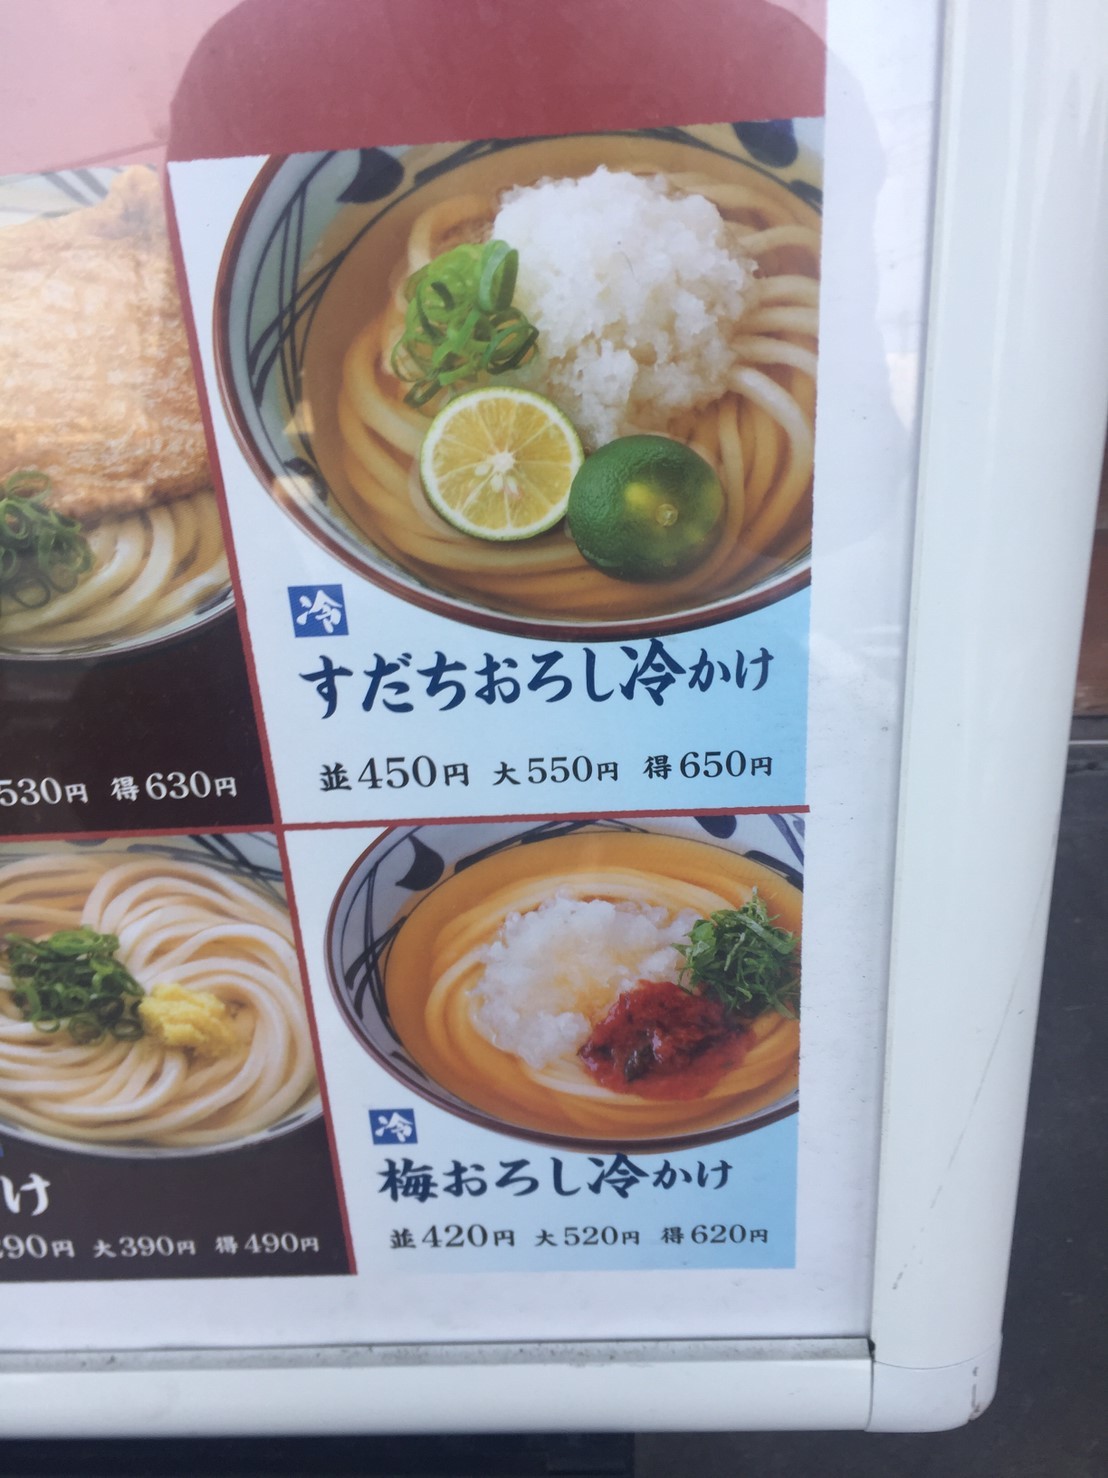 冷
すだちおろし冷かけ
並450円 大550円 得650円
530円 得630円
冷
梅おろし冷かけ
並420円 大520円 得620円
け
290円 大390円 得490円